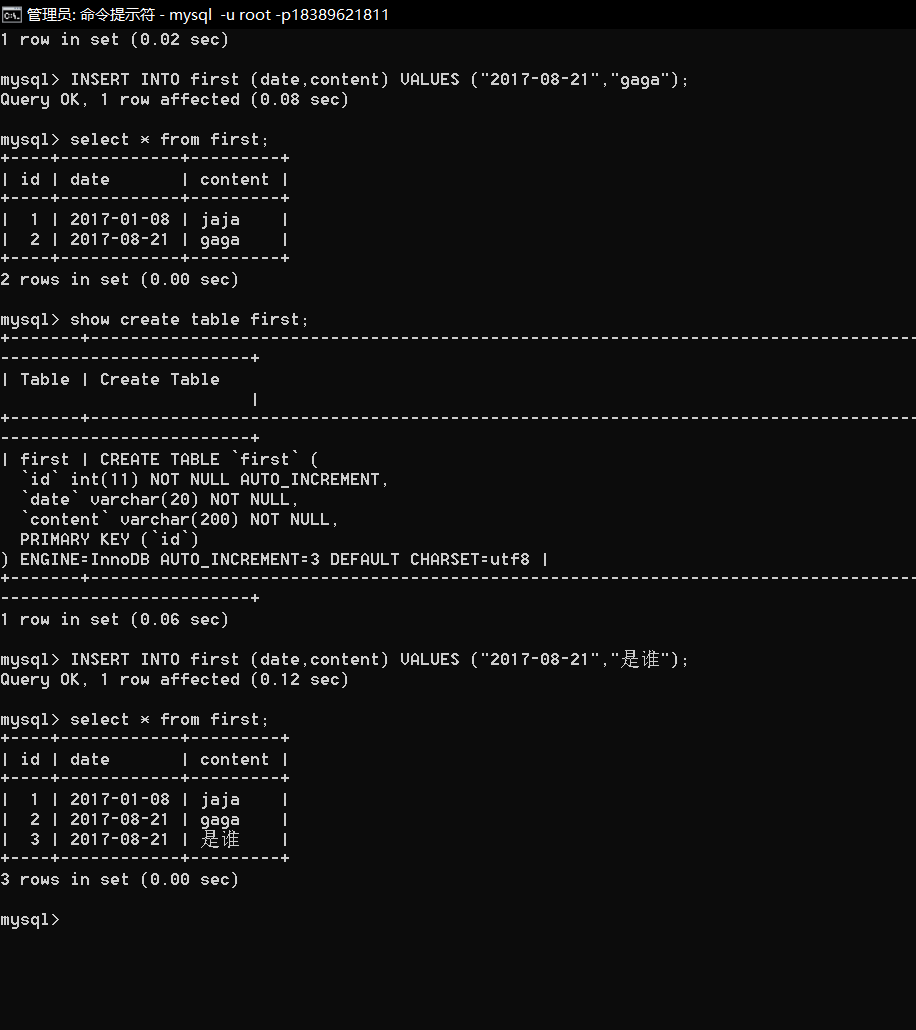 管理员: 命令提示符 - mysql  -u root -p18389621811
1 row in set (0.02 sec)
mysql> INSERT INTO first (date,content) VALUES ("2017-08-21","gaga");
Query OK, 1 row affected (0.08 sec)
mysql> select * from first;
+----+------------+---------+
| id | date       | content |
+----+------------+---------+
|  1 | 2017-01-08 | jaja    |
|  2 | 2017-08-21 | gaga    |
+----+------------+---------+
2 rows in set (0.00 sec)
mysql> show create table first;
+-------+-----------------------------------------------------------------------------------
-------------------------+
| Table | Create Table
                         |
+-------+-----------------------------------------------------------------------------------
-------------------------+
| first | CREATE TABLE `first` (
  `id` int(11) NOT NULL AUTO_INCREMENT,
  `date` varchar(20) NOT NULL,
  `content` varchar(200) NOT NULL,
  PRIMARY KEY (`id`)
) ENGINE=InnoDB AUTO_INCREMENT=3 DEFAULT CHARSET=utf8 |
+-------+-----------------------------------------------------------------------------------
-------------------------+
1 row in set (0.06 sec)
mysql> INSERT INTO first (date,content) VALUES ("2017-08-21","是谁");
Query OK, 1 row affected (0.12 sec)
mysql> select * from first;
+----+------------+---------+
| id | date       | content |
+----+------------+---------+
|  1 | 2017-01-08 | jaja    |
|  2 | 2017-08-21 | gaga    |
|  3 | 2017-08-21 | 是谁    |
+----+------------+---------+
3 rows in set (0.00 sec)
mysql>